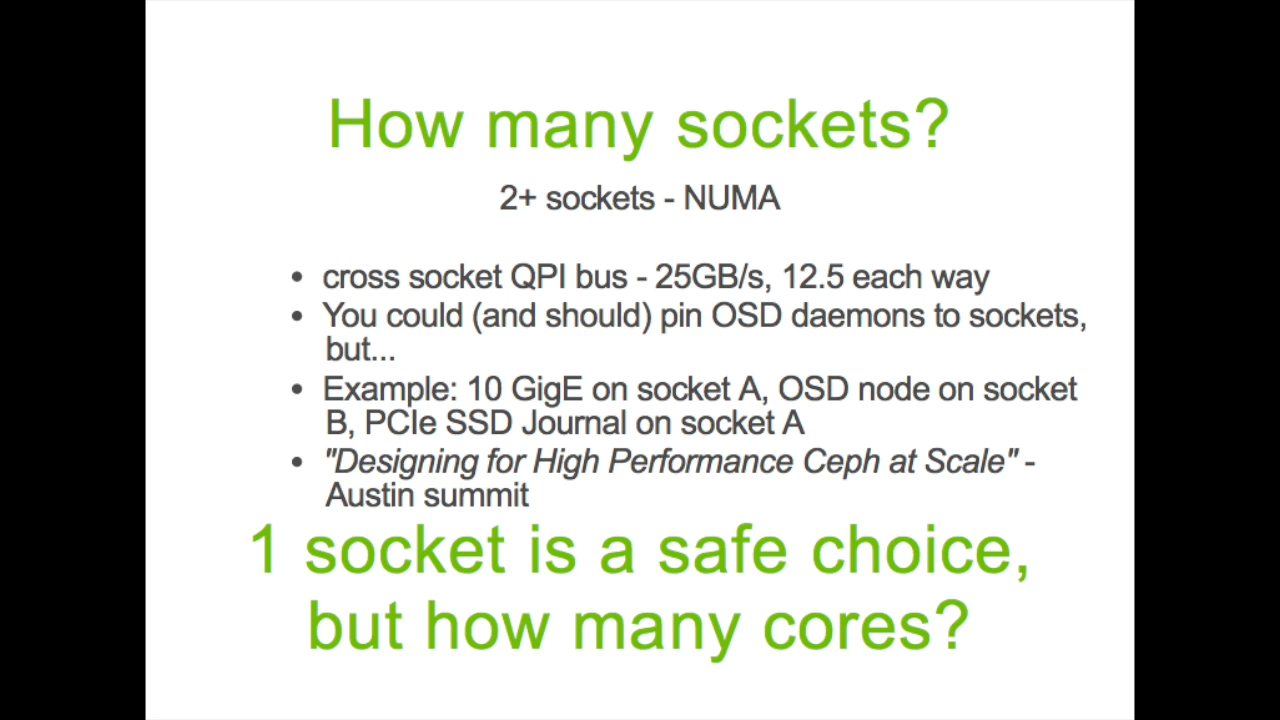 How many sockets?
2+ sockets - NUMA
• cross socket QPI bus - 25GB/s, 12.5 each way
• You could (and should) pin OSD daemons to sockets,
but...
• Example: 10 GigE on socket A, OSD node on socket
B, PCIe SSD Journal on socket A
• "Designing for High Performance Ceph at Scale" -
Austin summit
1 socket is a safe choice,
but how many cores?